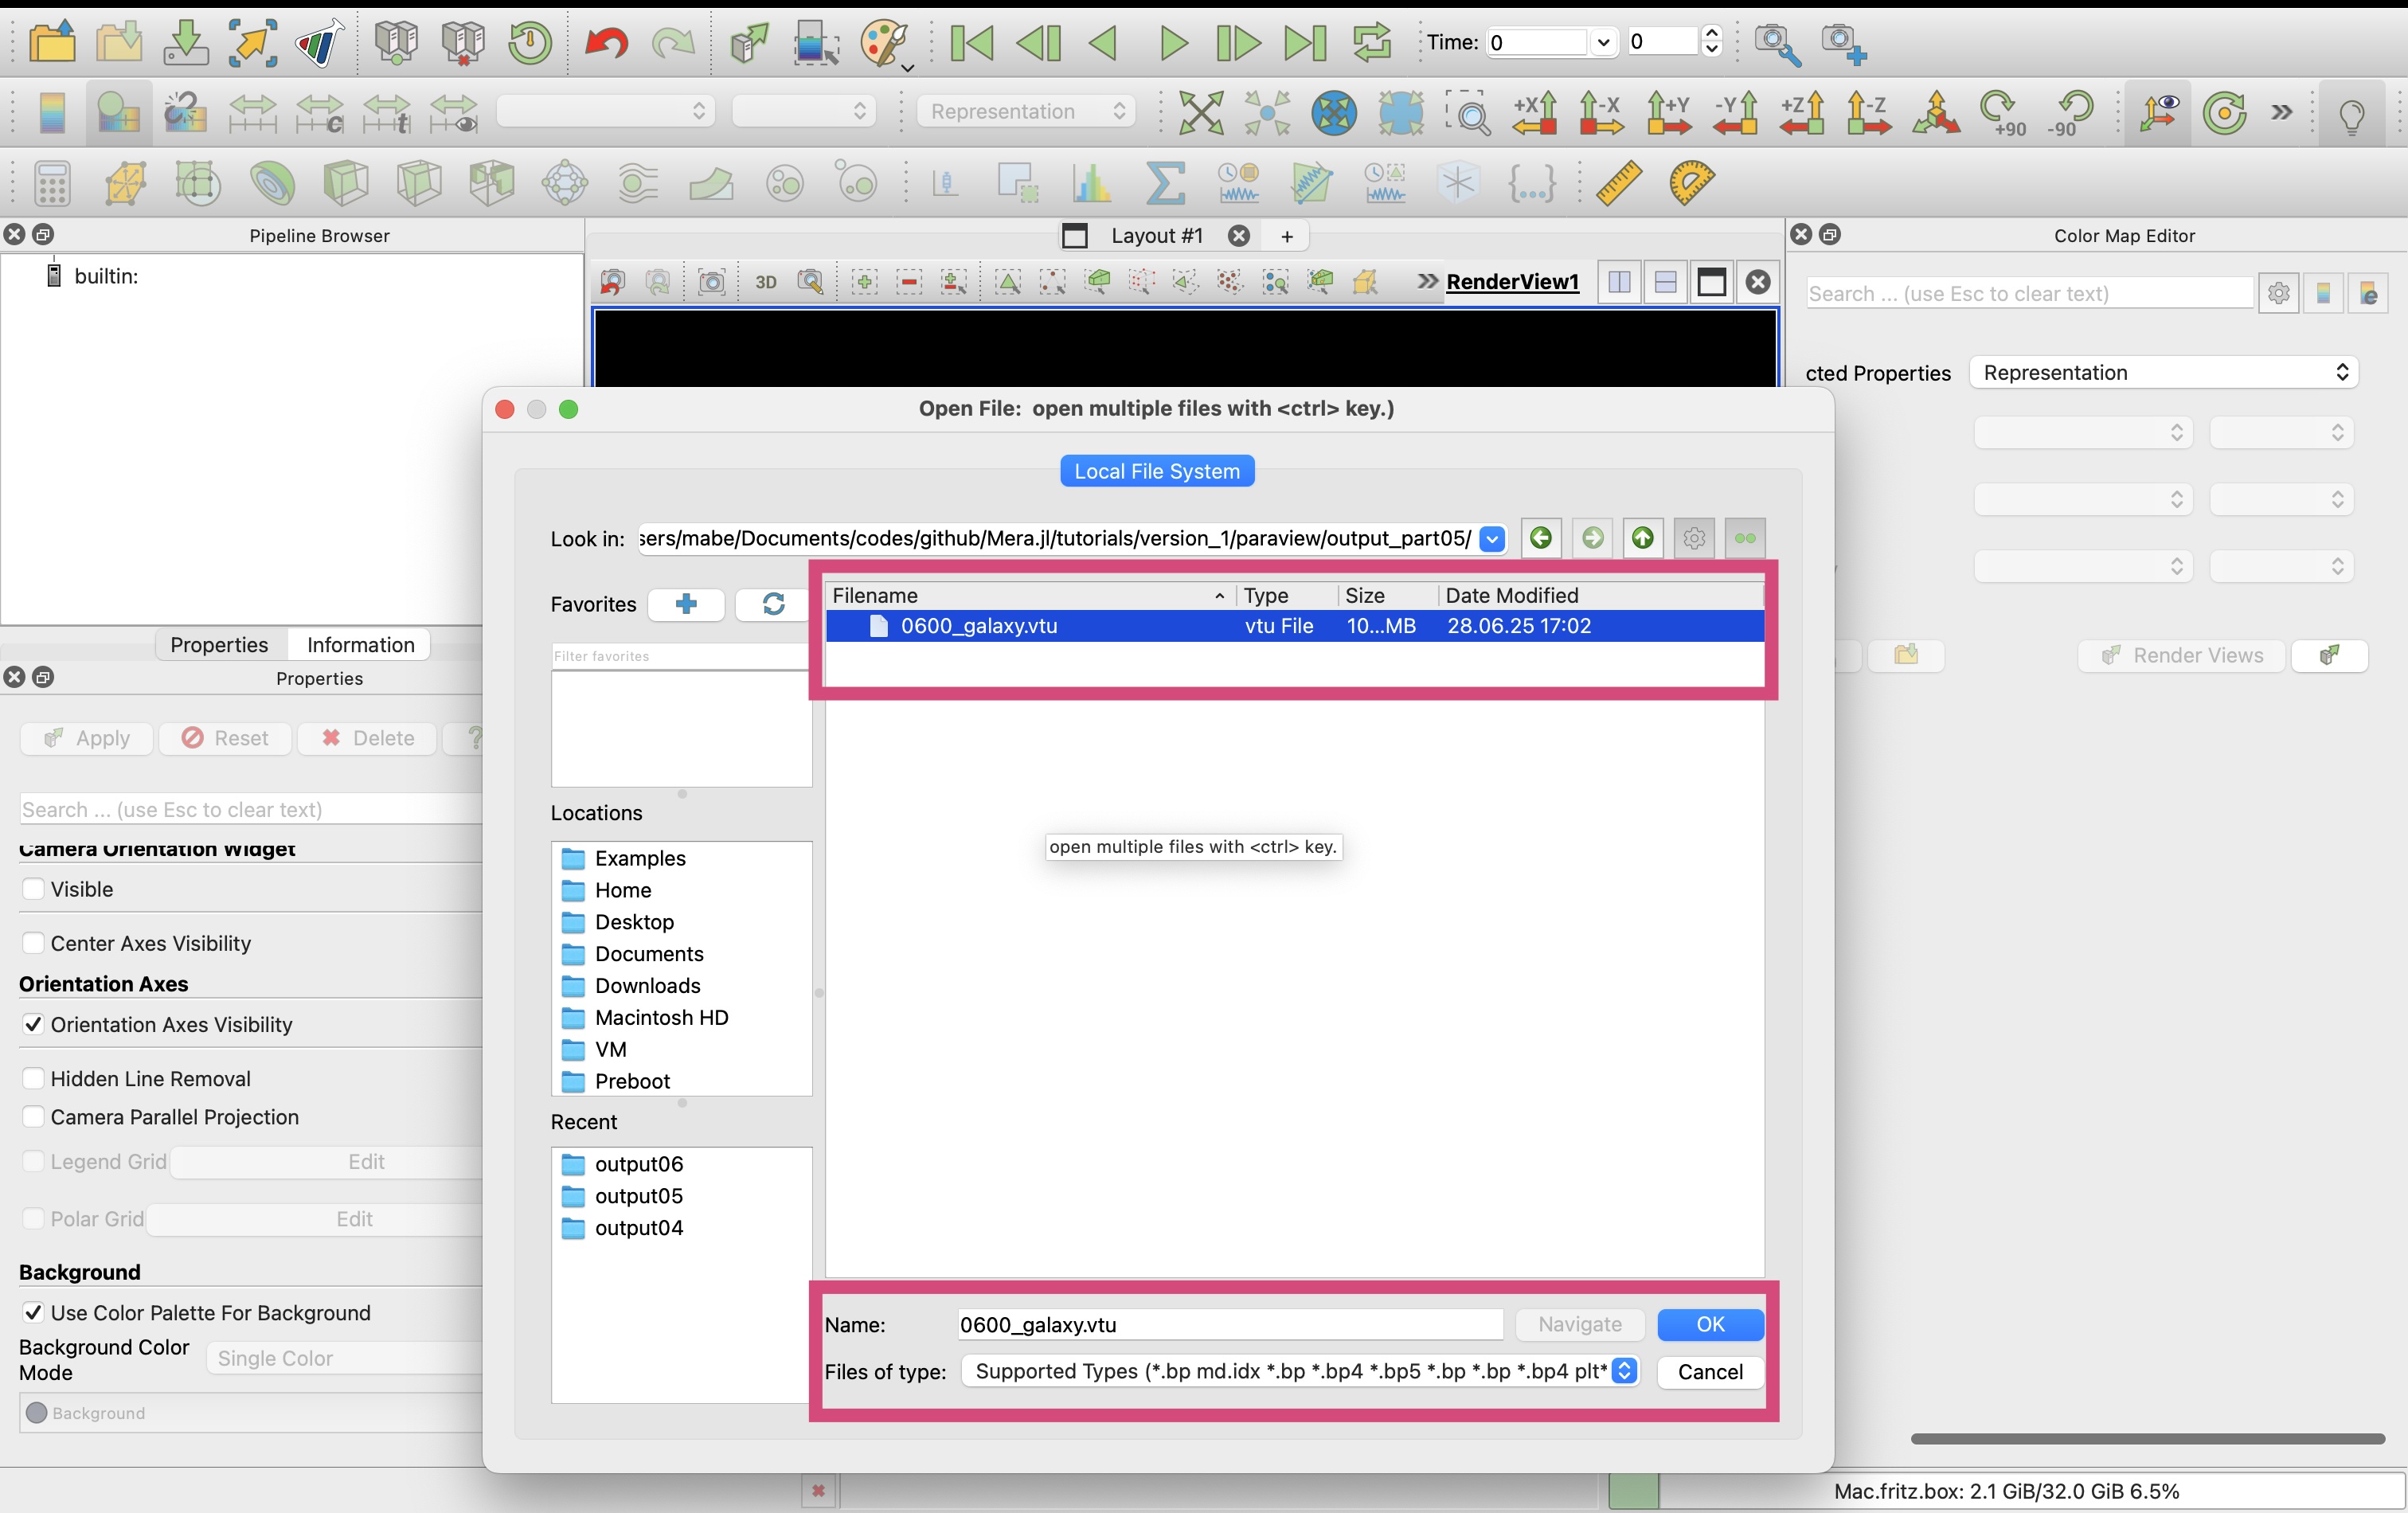 Time: 0 0
Representation
+X -X +Y -Y +Z -Z +90 -90
Pipeline Browser
Layout #1 +
Color Map Editor
builtin:
3D
RenderView1
Search ... (use Esc to clear text)
cted Properties Representation
Open File: open multiple files with <ctrl> key.)
Local File System
Look in: sers/mabe/Documents/codes/github/Mera.jl/tutorials/version_1/paraview/output_part05/
Favorites
Filename Type Size Date Modified
0600_galaxy.vtu vtu File 10...MB 28.06.25 17:02
Filter favorites
Properties Information
Properties
Render Views
Apply Reset Delete ?
Search ... (use Esc to clear text)
Camera Orientation Widget
Visible
Center Axes Visibility
Orientation Axes
Orientation Axes Visibility
Hidden Line Removal
Camera Parallel Projection
Legend Grid Edit
Polar Grid Edit
Background
Use Color Palette For Background
Background Color
Mode
Single Color
Background
Locations
Examples
Home
Desktop
Documents
Downloads
Macintosh HD
VM
Preboot
open multiple files with <ctrl> key.
Recent
output06
output05
output04
Name: 0600_galaxy.vtu Navigate OK
Files of type: Supported Types (*.bp md.idx *.bp *.bp4 *.bp5 *.bp *.bp *.bp4 plt* Cancel
Mac.fritz.box: 2.1 GiB/32.0 GiB 6.5%